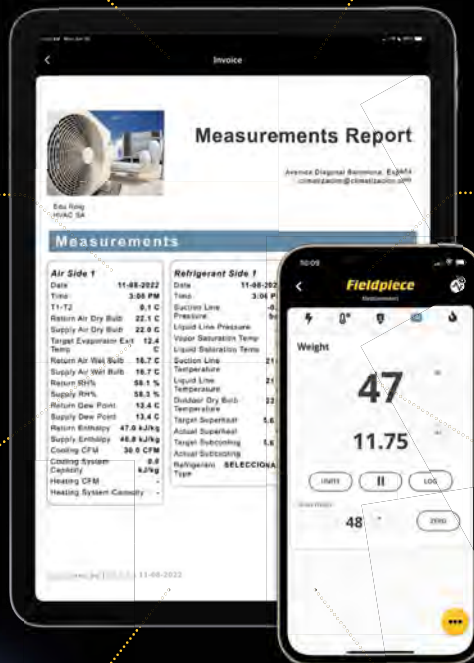 Invoice
Measurements Report
Avenida Diagonal Barcelona, España
Edu Roig
HVAC SA
Measurements
Air Side 1
Date 11-08-2022
Time 3:06 PM
T1-T2 0,1 C
Return Air Dry Bulb 22.1 C
Supply Air Dry Bulb 22.0 C
Target Evaporator Exit 12.4
Temp C
Return Air Wet Bulb 16.7 C
Supply Air Wet Bulb 16.7 C
Return RH% 58.1 %
Supply RH% 58.3 %
Return Dew Point 13.4 C
Supply Dew Point 13.4 C
Return Enthalpy 47.0 kJ/kg
Supply Enthalpy 46.8 kJ/kg
Cooling CFM 30.0 CFM
Cooling System 0.0
Capacity kJ/kg
Heating CFM -
Heating System Capacity -
Refrigerant Side 1
Date 11-08-202
Time 3:06 P
Suction Line
Pressure
Liquid Line Pressure
Vapor Saturation Temp
Liquid Saturation Temp
Suction Line
Temperature
Liquid Line
Temperature
Outdoor Dry Bulb
Temperature
Target Superheat
Actual Superheat
Target Subcooling
Actual Subcooling
Refrigerant SELECCIONA
Type
11-08-2022
10:09
Fieldpiece
Weight
47
11.75
UNITS
LOG
48
ZERO